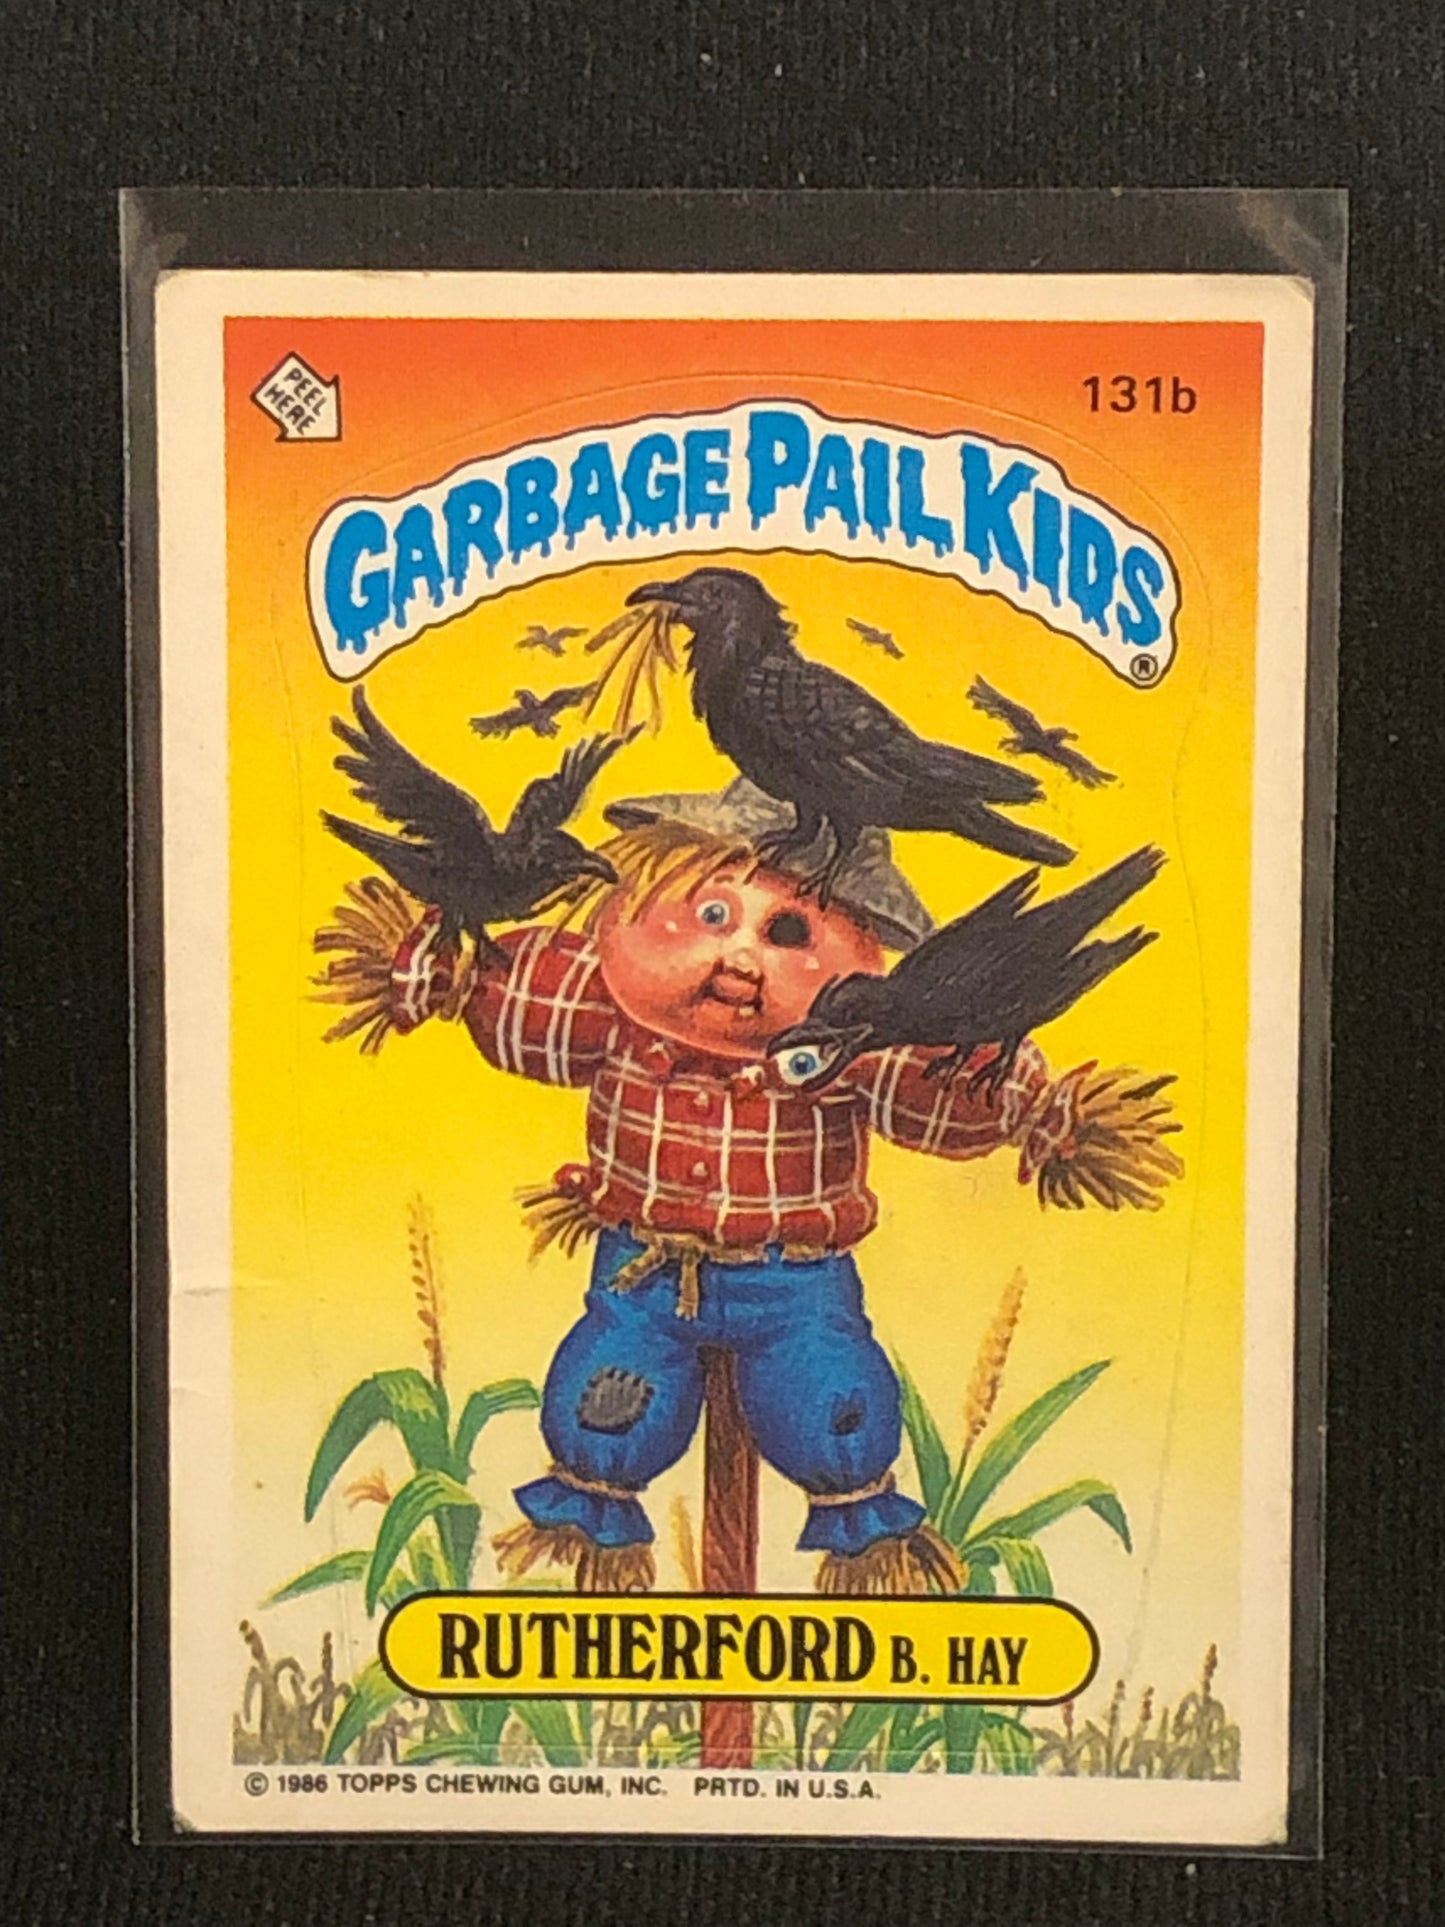 PEEL
HERE
131b
GARBAGE PAIL KIDS
®
RUTHERFORD B. HAY
© 1986 TOPPS CHEWING GUM, INC. PRTD. IN U.S.A.